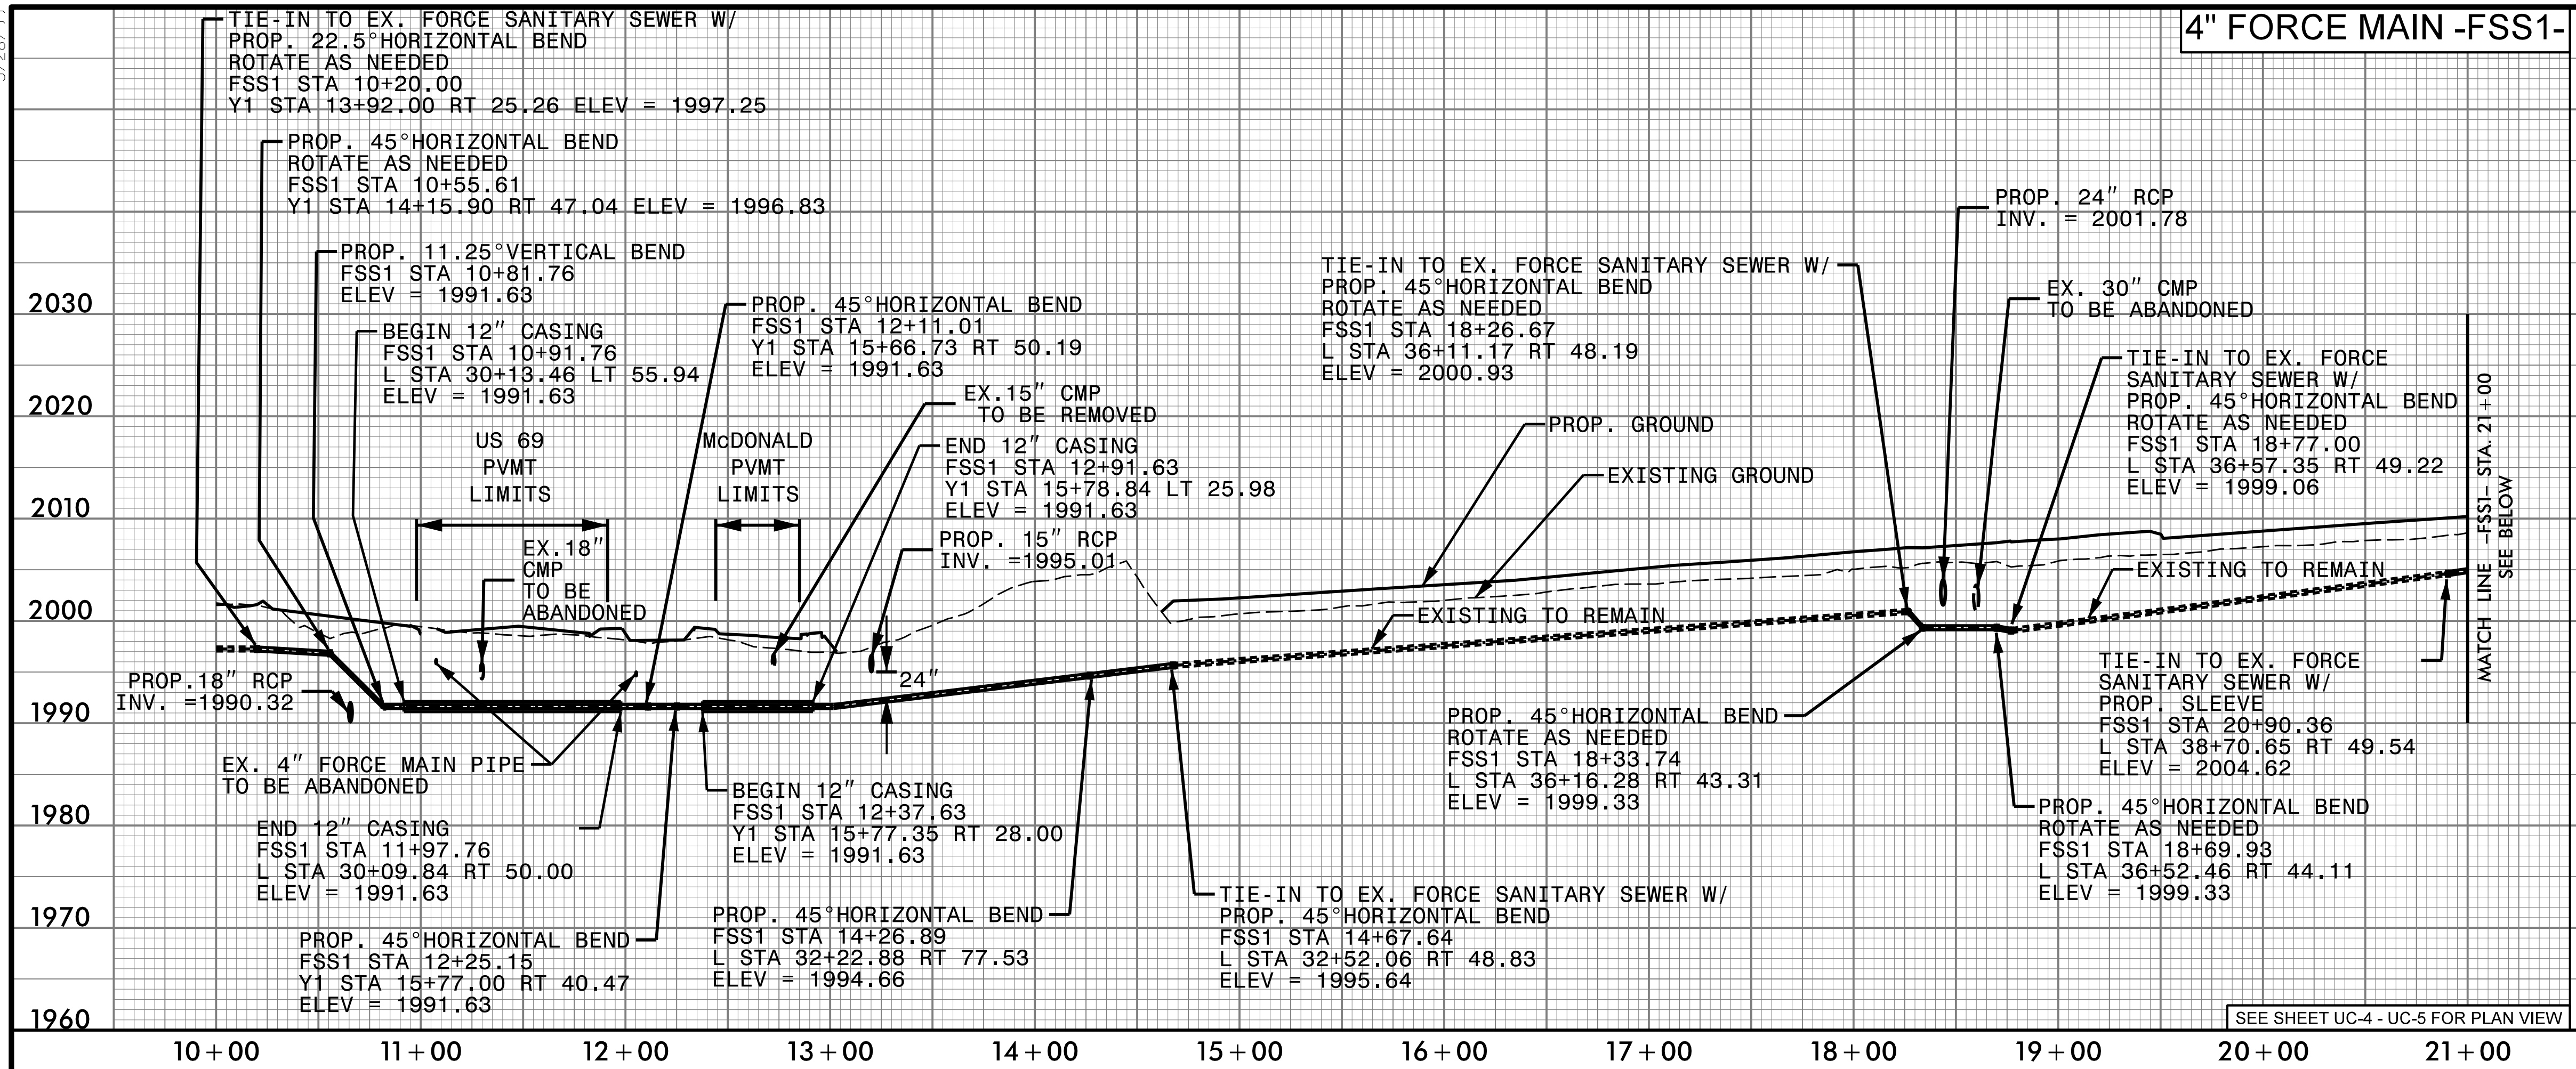 4" FORCE MAIN -FSS1-
TIE-IN TO EX. FORCE SANITARY SEWER W/
PROP. 22.5°HORIZONTAL BEND
ROTATE AS NEEDED
FSS1 STA 10+20.00
Y1 STA 13+92.00 RT 25.26 ELEV = 1997.25
PROP. 45°HORIZONTAL BEND
ROTATE AS NEEDED
FSS1 STA 10+55.61
Y1 STA 14+15.90 RT 47.04 ELEV = 1996.83
PROP. 11.25°VERTICAL BEND
FSS1 STA 10+81.76
ELEV = 1991.63
BEGIN 12" CASING
FSS1 STA 10+91.76
L STA 30+13.46 LT 55.94
ELEV = 1991.63
US 69
PVMT
LIMITS
PROP. 45°HORIZONTAL BEND
FSS1 STA 12+11.01
Y1 STA 15+66.73 RT 50.19
ELEV = 1991.63
McDONALD
PVMT
LIMITS
EX.15" CMP
TO BE REMOVED
END 12" CASING
FSS1 STA 12+91.63
Y1 STA 15+78.84 LT 25.98
ELEV = 1991.63
PROP. 15" RCP
INV. =1995.01
EX.18"
CMP
TO BE
ABANDONED
TIE-IN TO EX. FORCE SANITARY SEWER W/
PROP. 45°HORIZONTAL BEND
ROTATE AS NEEDED
FSS1 STA 18+26.67
L STA 36+11.17 RT 48.19
ELEV = 2000.93
PROP. GROUND
EXISTING GROUND
PROP. 24" RCP
INV. = 2001.78
EX. 30" CMP
TO BE ABANDONED
TIE-IN TO EX. FORCE
SANITARY SEWER W/
PROP. 45°HORIZONTAL BEND
ROTATE AS NEEDED
FSS1 STA 18+77.00
L STA 36+57.35 RT 49.22
ELEV = 1999.06
MATCH LINE -FSS1- STA. 21+00
SEE BELOW
EXISTING TO REMAIN
EXISTING TO REMAIN
24"
PROP.18" RCP
INV. =1990.32
EX. 4" FORCE MAIN PIPE
TO BE ABANDONED
END 12" CASING
FSS1 STA 11+97.76
L STA 30+09.84 RT 50.00
ELEV = 1991.63
PROP. 45°HORIZONTAL BEND
FSS1 STA 12+25.15
Y1 STA 15+77.00 RT 40.47
ELEV = 1991.63
BEGIN 12" CASING
FSS1 STA 12+37.63
Y1 STA 15+77.35 RT 28.00
ELEV = 1991.63
PROP. 45°HORIZONTAL BEND
FSS1 STA 14+26.89
L STA 32+22.88 RT 77.53
ELEV = 1994.66
TIE-IN TO EX. FORCE SANITARY SEWER W/
PROP. 45°HORIZONTAL BEND
FSS1 STA 14+67.64
L STA 32+52.06 RT 48.83
ELEV = 1995.64
PROP. 45°HORIZONTAL BEND
ROTATE AS NEEDED
FSS1 STA 18+33.74
L STA 36+16.28 RT 43.31
ELEV = 1999.33
TIE-IN TO EX. FORCE
SANITARY SEWER W/
PROP. SLEEVE
FSS1 STA 20+90.36
L STA 38+70.65 RT 49.54
ELEV = 2004.62
PROP. 45°HORIZONTAL BEND
ROTATE AS NEEDED
FSS1 STA 18+69.93
L STA 36+52.46 RT 44.11
ELEV = 1999.33
2030
2020
2010
2000
1990
1980
1970
1960
SEE SHEET UC-4 - UC-5 FOR PLAN VIEW
10+00 11+00 12+00 13+00 14+00 15+00 16+00 17+00 18+00 19+00 20+00 21+00